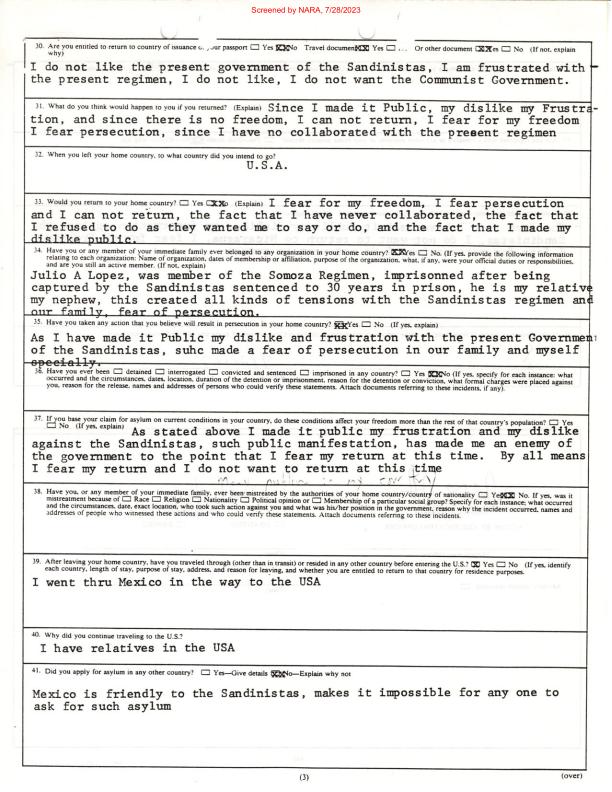 Screened by NARA, 7/28/2023
30. Are you entitled to return to country of issuance passport ☐ Yes ☒ No Travel document ☒ Yes ☐ Or other document ☒ Yes ☐ No (If not, explain
why)
I do not like the present government of the Sandinistas, I am frustrated with
the present regimen, I do not like, I do not want the Communist Government.
31. What do you think would happen to you if you returned? (Explain) Since I made it Public, my dislike my Frustra-
tion, and since there is no freedom, I can not return, I fear for my freedom
I fear persecution, since I have no collaborated with the present regimen
32. When you left your home country, to what country did you intend to go?
U.S.A.
33. Would you return to your home country? ☐ Yes ☒ No (Explain) I fear for my freedom, I fear persecution
and I can not return, the fact that I have never collaborated, the fact that
I refused to do as they wanted me to say or do, and the fact that I made my
dislike public.
34. Have you or any member of your immediate family ever belonged to any organization in your home country? ☒ Yes ☐ No. (If yes, provide the following information
relating to each organization: Name of organization, dates of membership or affiliation, purpose of the organization, what, if any, were your official duties or responsibilities,
and are you still an active member. (If not, explain)
Julio A Lopez, was member of the Somoza Regimen, imprisonned after being
captured by the Sandinistas sentenced to 30 years in prison, he is my relative
my nephew, this created all kinds of tensions with the Sandinistas regimen and
our family, fear of persecution.
35. Have you taken any action that you believe will result in persecution in your home country? ☒ Yes ☐ No (If yes, explain)
As I have made it Public my dislike and frustration with the present Government
of the Sandinistas, suhc made a fear of persecution in our family and myself
specially.
36. Have you ever been ☐ detained ☐ interrogated ☐ convicted and sentenced ☐ imprisoned in any country? ☐ Yes ☒ No (If yes, specify for each instance: what
occurred and the circumstances, dates, location, duration of the detention or imprisonment, reason for the detention or conviction, what formal charges were placed against
you, reason for the release, names and addresses of persons who could verify these statements. Attach documents referring to these incidents, if any).
37. If you base your claim for asylum on current conditions in your country, do these conditions affect your freedom more than the rest of that country's population? ☐ Yes
☐ No (If yes, explain) As stated above I made it public my frustration and my dislike
against the Sandinistas, such public manifestation, has made me an enemy of
the government to the point that I fear my return at this time. By all means
I fear my return and I do not want to return at this time
38. Have you, or any member of your immediate family, ever been mistreated by the authorities of your home country/country of nationality ☐ Yes ☒ No. If yes, was it
mistreatment because of ☐ Race ☐ Religion ☐ Nationality ☐ Political opinion or ☐ Membership of a particular social group? Specify for each instance; what occurred
and the circumstances, date, exact location, who took such action against you and what was his/her position in the government, reason why the incident occurred, names and
addresses of people who witnessed these actions and who could verify these statements. Attach documents referring to these incidents.
39. After leaving your home country, have you traveled through (other than in transit) or resided in any other country before entering the U.S.? ☒ Yes ☐ No (If yes, identify
each country, length of stay, purpose of stay, address, and reason for leaving, and whether you are entitled to return to that country for residence purposes.
I went thru Mexico in the way to the USA
40. Why did you continue traveling to the U.S.?
I have relatives in the USA
41. Did you apply for asylum in any other country? ☐ Yes—Give details ☒ No—Explain why not
Mexico is friendly to the Sandinistas, makes it impossible for any one to
ask for such asylum
(3)
(over)